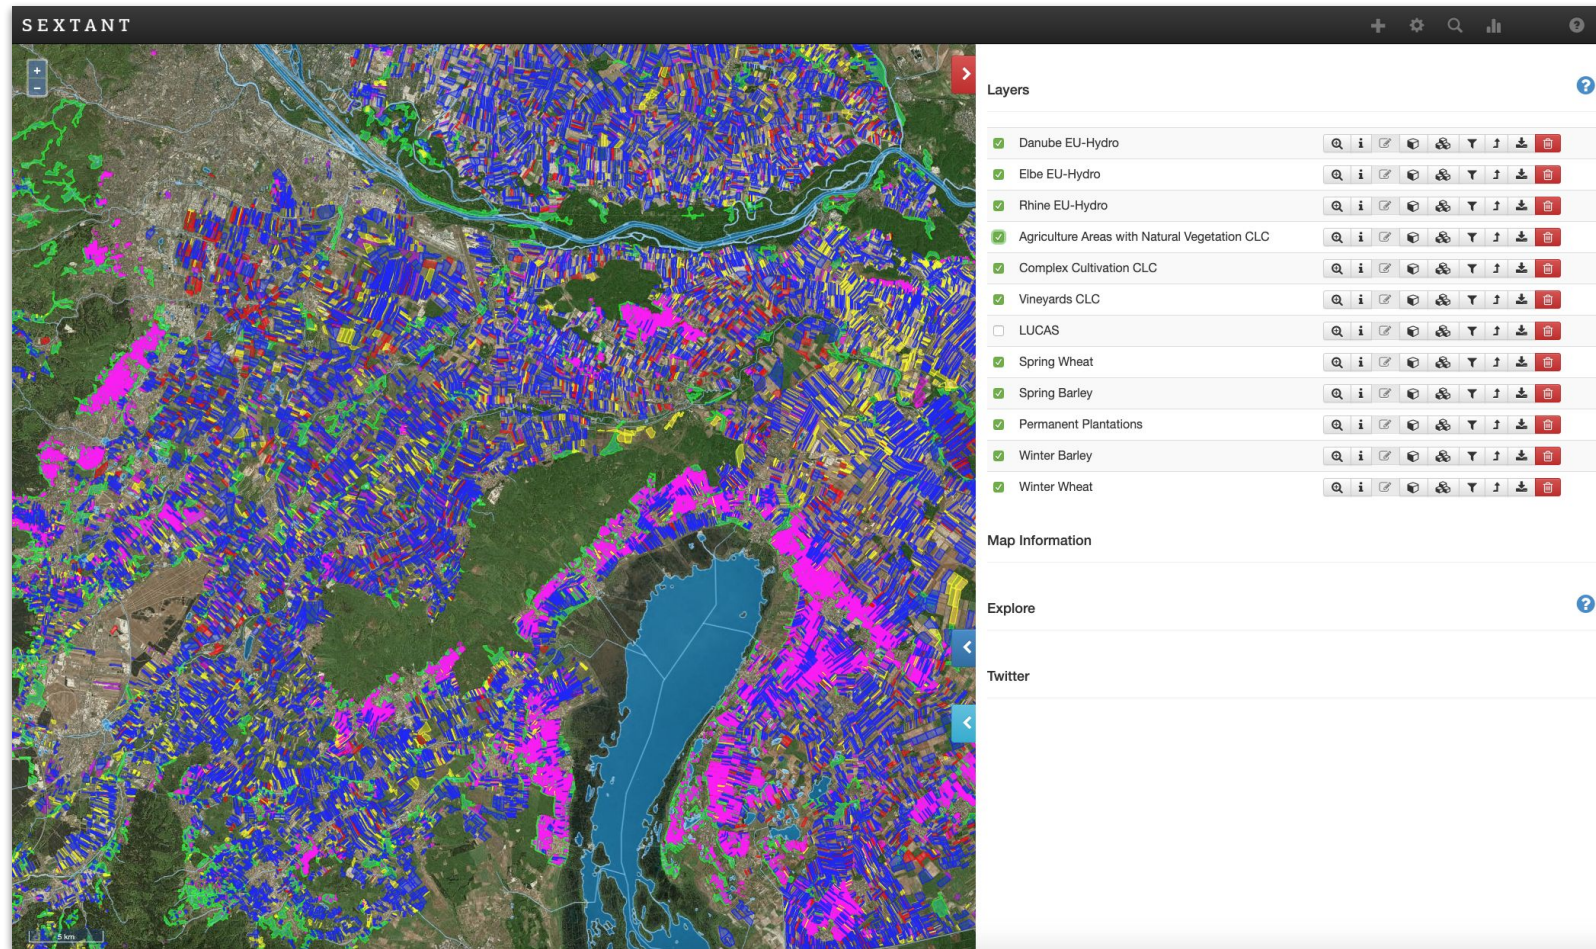 SEXTANT
+
−
Layers
Danube EU-Hydro
Elbe EU-Hydro
Rhine EU-Hydro
Agriculture Areas with Natural Vegetation CLC
Complex Cultivation CLC
Vineyards CLC
LUCAS
Spring Wheat
Spring Barley
Permanent Plantations
Winter Barley
Winter Wheat
Map Information
Explore
Twitter
5 km